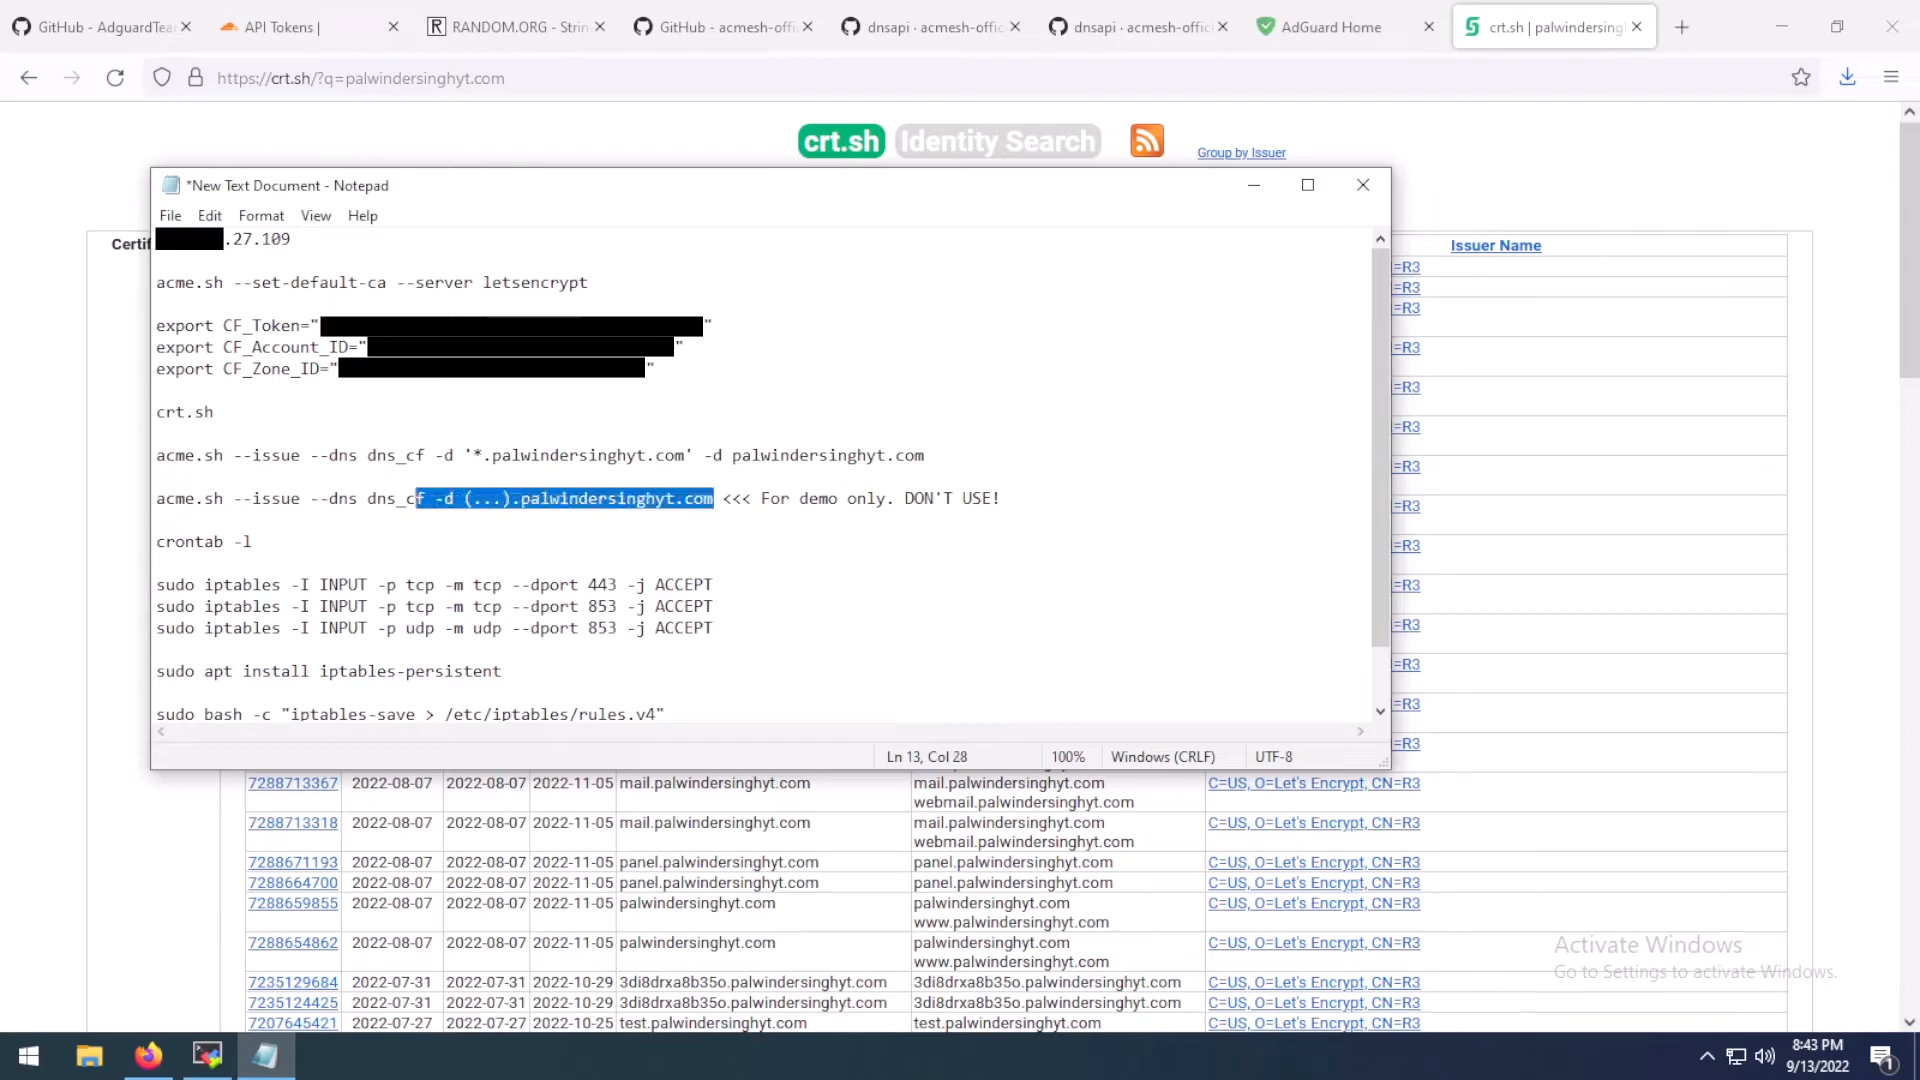 GitHub - AdguardTea
API Tokens |
RANDOM.ORG - Strin
GitHub - acmesh-offi
dnsapi · acmesh-offic
dnsapi · acmesh-offic
AdGuard Home
crt.sh | palwindersing
https://crt.sh/?q=palwindersinghyt.com
crt.sh Identity Search
Group by Issuer
*New Text Document - Notepad
File Edit Format View Help
Certif
Issuer Name
.27.109
=R3
acme.sh --set-default-ca --server letsencrypt
=R3
=R3
export CF_Token=" "
export CF_Account_ID=" "
=R3
export CF_Zone_ID=" "
=R3
crt.sh
=R3
acme.sh --issue --dns dns_cf -d '*.palwindersinghyt.com' -d palwindersinghyt.com
=R3
acme.sh --issue --dns dns_cf -d (...).palwindersinghyt.com <<< For demo only. DON'T USE!
=R3
crontab -l
=R3
sudo iptables -I INPUT -p tcp -m tcp --dport 443 -j ACCEPT
=R3
sudo iptables -I INPUT -p tcp -m tcp --dport 853 -j ACCEPT
sudo iptables -I INPUT -p udp -m udp --dport 853 -j ACCEPT
=R3
sudo apt install iptables-persistent
=R3
sudo bash -c "iptables-save > /etc/iptables/rules.v4"
=R3
=R3
Ln 13, Col 28 100% Windows (CRLF) UTF-8
7288713367 2022-08-07 2022-08-07 2022-11-05 mail.palwindersinghyt.com mail.palwindersinghyt.com C=US, O=Let's Encrypt, CN=R3
webmail.palwindersinghyt.com
7288713318 2022-08-07 2022-08-07 2022-11-05 mail.palwindersinghyt.com mail.palwindersinghyt.com C=US, O=Let's Encrypt, CN=R3
webmail.palwindersinghyt.com
7288671193 2022-08-07 2022-08-07 2022-11-05 panel.palwindersinghyt.com panel.palwindersinghyt.com C=US, O=Let's Encrypt, CN=R3
7288664700 2022-08-07 2022-08-07 2022-11-05 panel.palwindersinghyt.com panel.palwindersinghyt.com C=US, O=Let's Encrypt, CN=R3
7288659855 2022-08-07 2022-08-07 2022-11-05 palwindersinghyt.com palwindersinghyt.com C=US, O=Let's Encrypt, CN=R3
www.palwindersinghyt.com
7288654862 2022-08-07 2022-08-07 2022-11-05 palwindersinghyt.com palwindersinghyt.com C=US, O=Let's Encrypt, CN=R3
www.palwindersinghyt.com
7235129684 2022-07-31 2022-07-31 2022-10-29 3di8drxa8b35o.palwindersinghyt.com 3di8drxa8b35o.palwindersinghyt.com C=US, O=Let's Encrypt, CN=R3
7235124425 2022-07-31 2022-07-31 2022-10-29 3di8drxa8b35o.palwindersinghyt.com 3di8drxa8b35o.palwindersinghyt.com C=US, O=Let's Encrypt, CN=R3
7207645421 2022-07-27 2022-07-27 2022-10-25 test.palwindersinghyt.com test.palwindersinghyt.com C=US, O=Let's Encrypt, CN=R3
Activate Windows
Go to Settings to activate Windows.
8:43 PM
9/13/2022
1